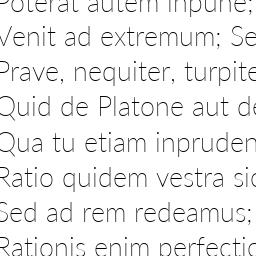 Poterat autem inpune;
Venit ad extremum; Se
Prave, nequiter, turpite
Quid de Platone aut de
Qua tu etiam inpruden
Ratio quidem vestra sic
Sed ad rem redeamus;
Rationis enim perfectio